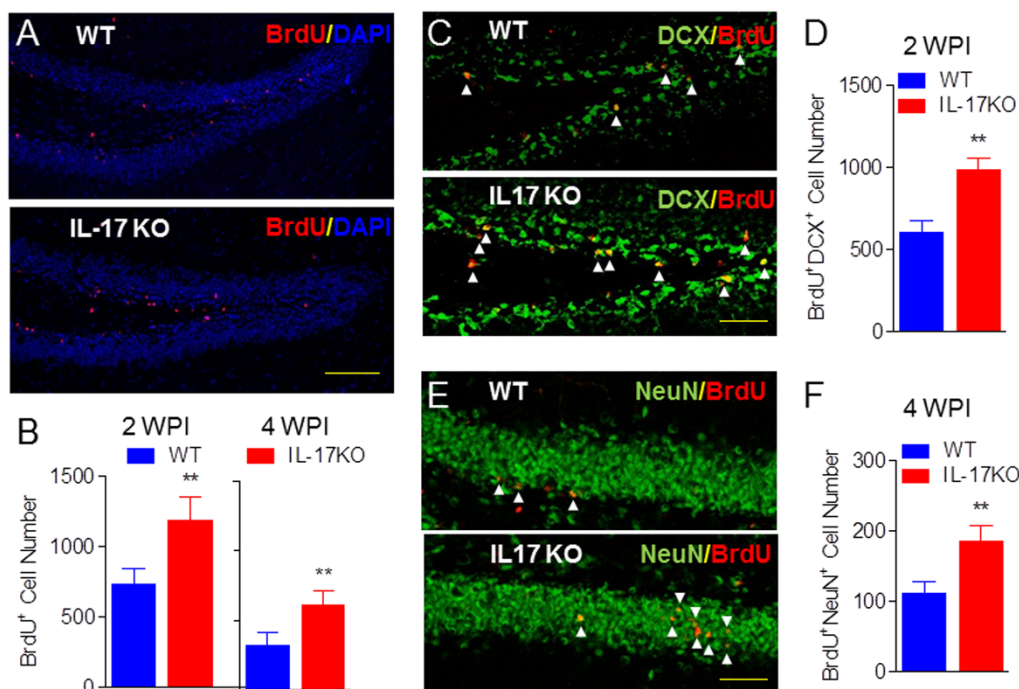 A
WT
BrdU/DAPI
IL-17 KO
BrdU/DAPI
B
2 WPI
4 WPI
WT
IL-17KO
BrdU⁺ Cell Number
1500
1000
500
0
**
**
C
WT
DCX/BrdU
IL17 KO
DCX/BrdU
D
2 WPI
WT
IL-17KO
BrdU⁺DCX⁺ Cell Number
1500
1000
500
0
**
E
WT
NeuN/BrdU
IL17 KO
NeuN/BrdU
F
4 WPI
WT
IL-17KO
BrdU⁺NeuN⁺ Cell Number
300
200
100
0
**